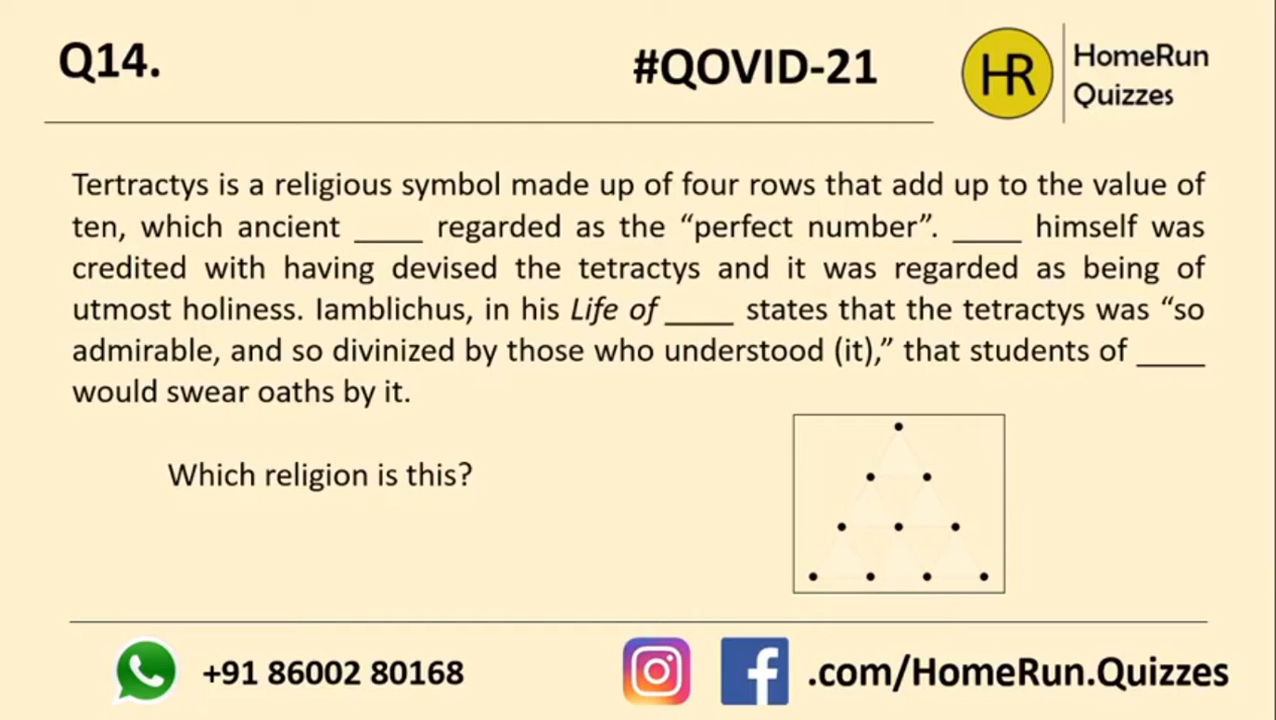 Q14.
#QOVID-21
HR
HomeRun
Quizzes
Tertractys is a religious symbol made up of four rows that add up to the value of
ten, which ancient ____ regarded as the “perfect number”. ____ himself was
credited with having devised the tetractys and it was regarded as being of
utmost holiness. Iamblichus, in his Life of ____ states that the tetractys was “so
admirable, and so divinized by those who understood (it),” that students of ____
would swear oaths by it.
Which religion is this?
+91 86002 80168
.com/HomeRun.Quizzes